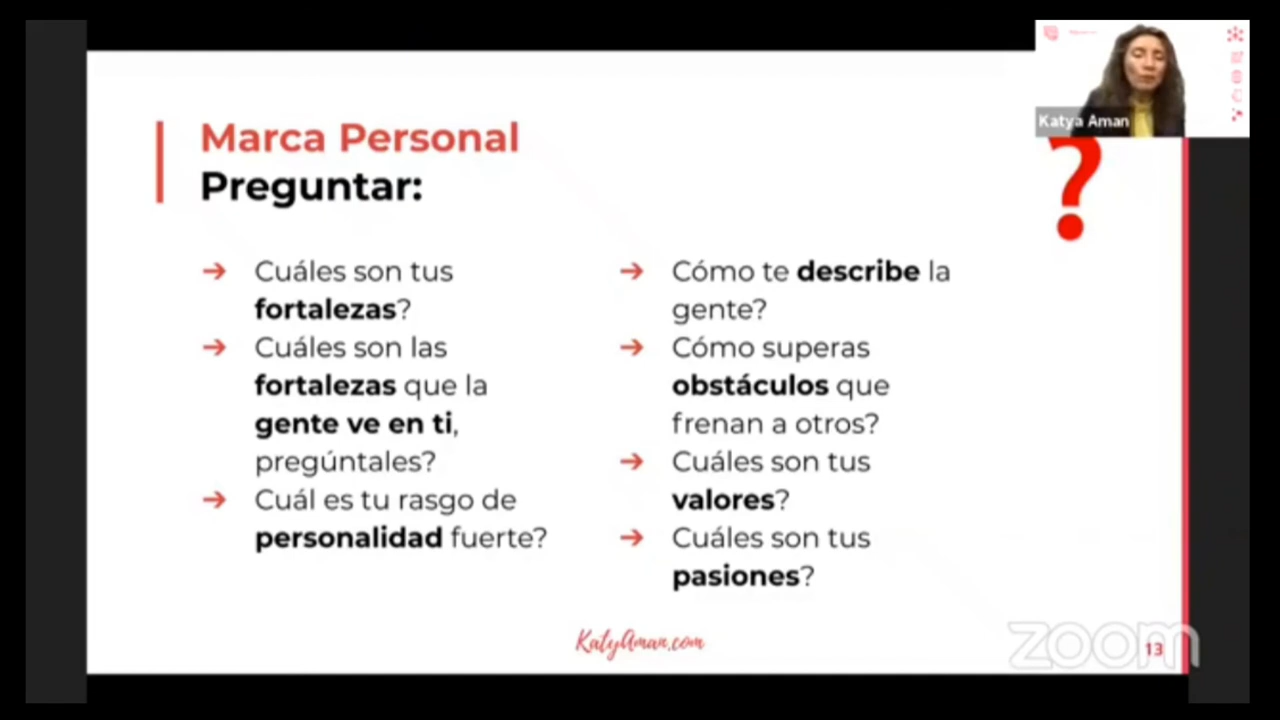 Katya Aman
Marca Personal
Preguntar:
?
➔ Cuáles son tus
fortalezas?
➔ Cuáles son las
fortalezas que la
gente ve en ti,
pregúntales?
➔ Cuál es tu rasgo de
personalidad fuerte?
➔ Cómo te describe la
gente?
➔ Cómo superas
obstáculos que
frenan a otros?
➔ Cuáles son tus
valores?
➔ Cuáles son tus
pasiones?
KatyAman.com
zoom
13